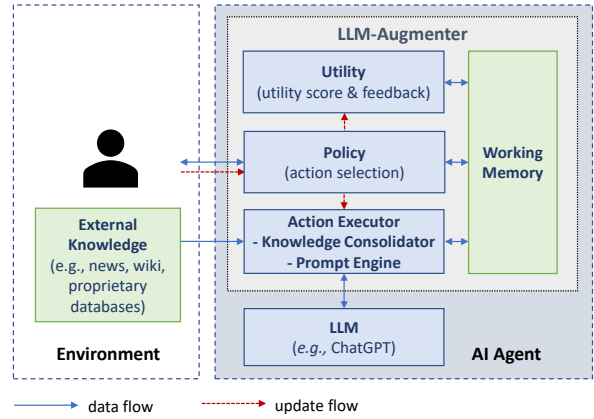 LLM-Augmenter
Utility
(utility score & feedback)
Policy
(action selection)
Working
Memory
External
Knowledge
(e.g., news, wiki,
proprietary
databases)
Action Executor
- Knowledge Consolidator
- Prompt Engine
LLM
(e.g., ChatGPT)
Environment
AI Agent
data flow
update flow